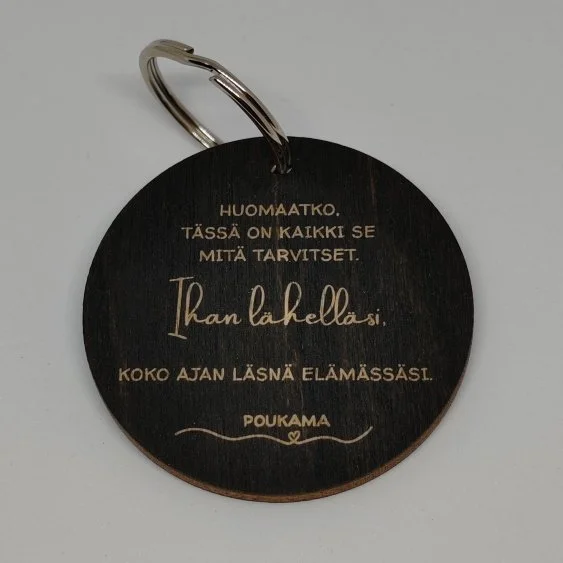 HUOMAATKO,
TÄSSÄ ON KAIKKI SE
MITÄ TARVITSET.
Ihan lähelläsi,
KOKO AJAN LÄSNÄ ELÄMÄSSÄSI.
POUKAMA